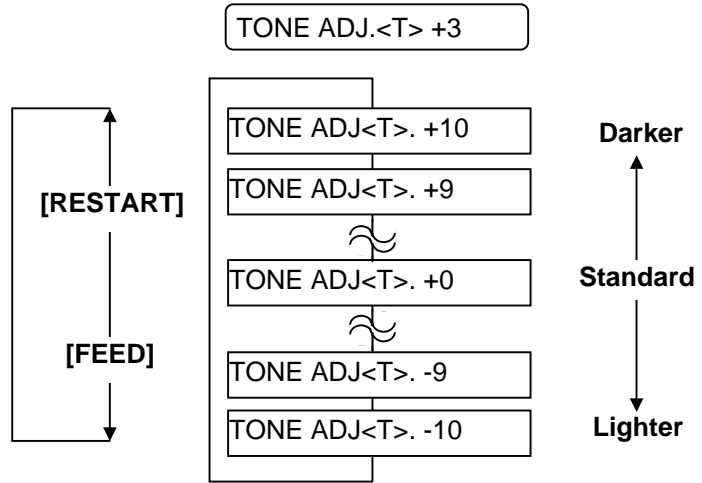 TONE ADJ.<T> +3
TONE ADJ<T>. +10
Darker
[RESTART]
TONE ADJ<T>. +9
TONE ADJ<T>. +0
Standard
[FEED]
TONE ADJ<T>. -9
TONE ADJ<T>. -10
Lighter